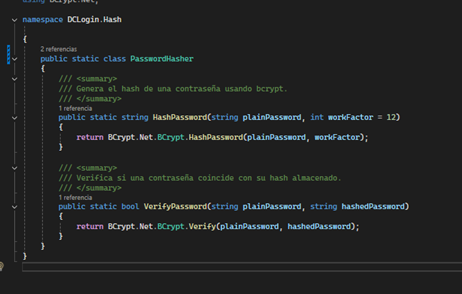 using BCrypt.Net;
namespace DCLogin.Hash
{
2 referencias
public static class PasswordHasher
{
/// <summary>
/// Genera el hash de una contraseña usando bcrypt.
/// </summary>
1 referencia
public static string HashPassword(string plainPassword, int workFactor = 12)
{
return BCrypt.Net.BCrypt.HashPassword(plainPassword, workFactor);
}
/// <summary>
/// Verifica si una contraseña coincide con su hash almacenado.
/// </summary>
1 referencia
public static bool VerifyPassword(string plainPassword, string hashedPassword)
{
return BCrypt.Net.BCrypt.Verify(plainPassword, hashedPassword);
}
}
}